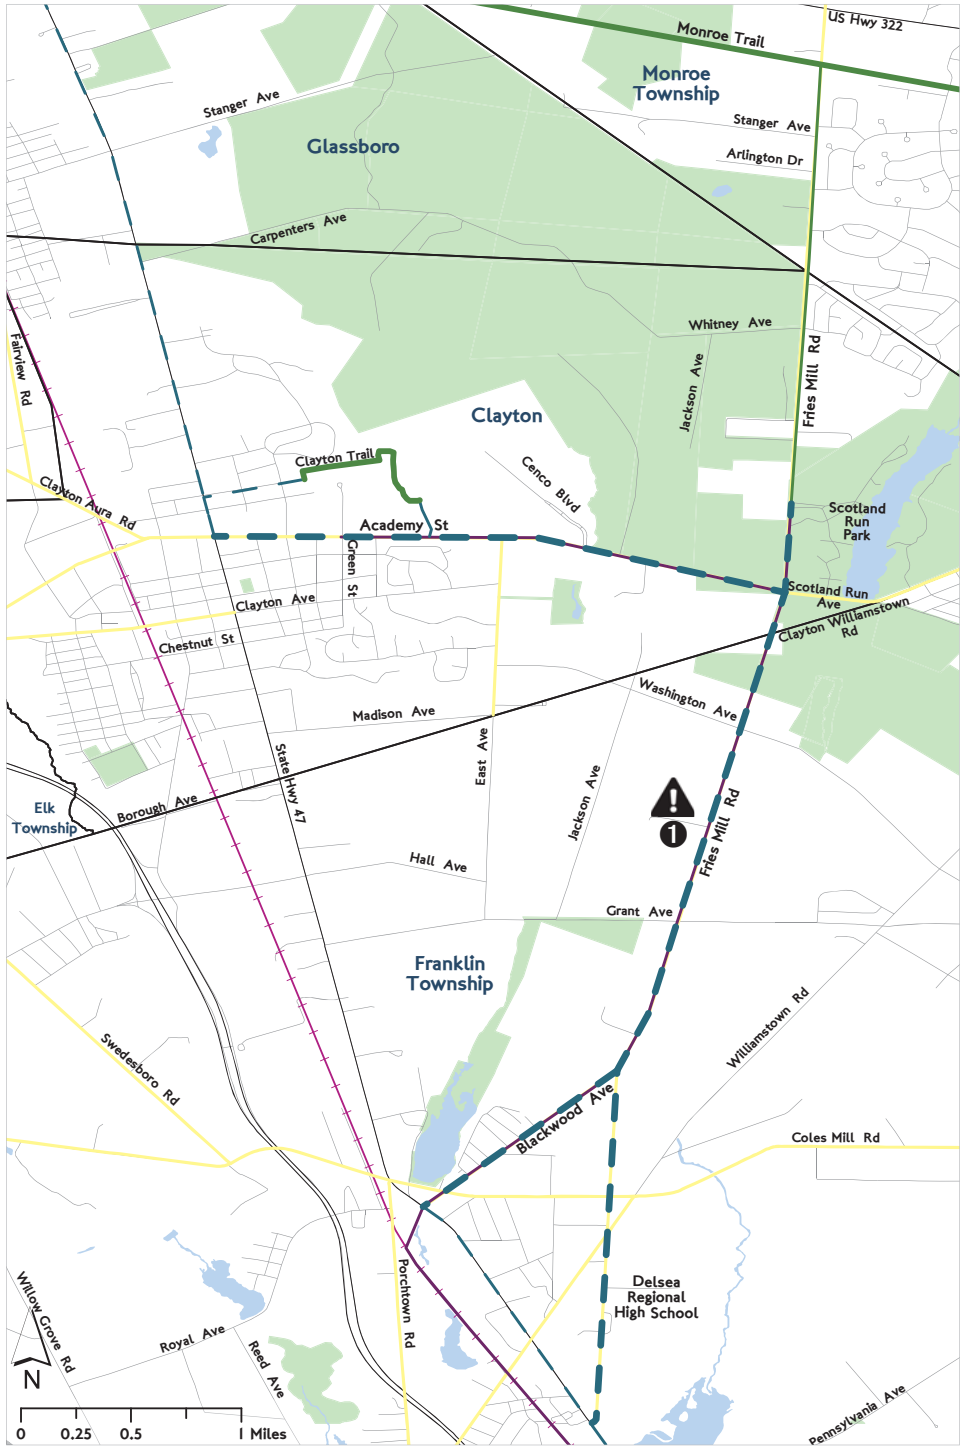 US Hwy 322
Monroe Trail
Monroe
Township
Stanger Ave
Stanger Ave
Glassboro
Arlington Dr
Carpenters Ave
Whitney Ave
Fairview Rd
Jackson Ave
Fries Mill Rd
Clayton
Clayton Trail
Cenco Blvd
Clayton Aura Rd
Scotland
Run
Park
Academy St
Green St
Scotland Run
Ave
Clayton Ave
Clayton Williamstown
Rd
Chestnut St
Washington Ave
Madison Ave
East Ave
State Hwy 47
Jackson Ave
Elk
Township
Borough Ave
!
1
Fries Mill Rd
Hall Ave
Grant Ave
Franklin
Township
Williamstown Rd
Swedesboro Rd
Blackwood Ave
Coles Mill Rd
Porchtown Rd
Delsea
Regional
High School
Willow Grove Rd
Royal Ave
Reed Ave
N
Pennsylvania Ave
0 0.25 0.5 1 Miles